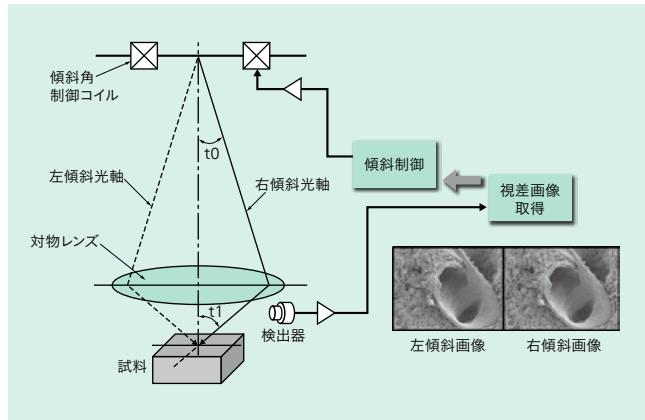 傾斜角
制御コイル
t0
傾斜制御
左傾斜光軸
右傾斜光軸
視差画像
取得
対物レンズ
t1
検出器
試料
左傾斜画像
右傾斜画像